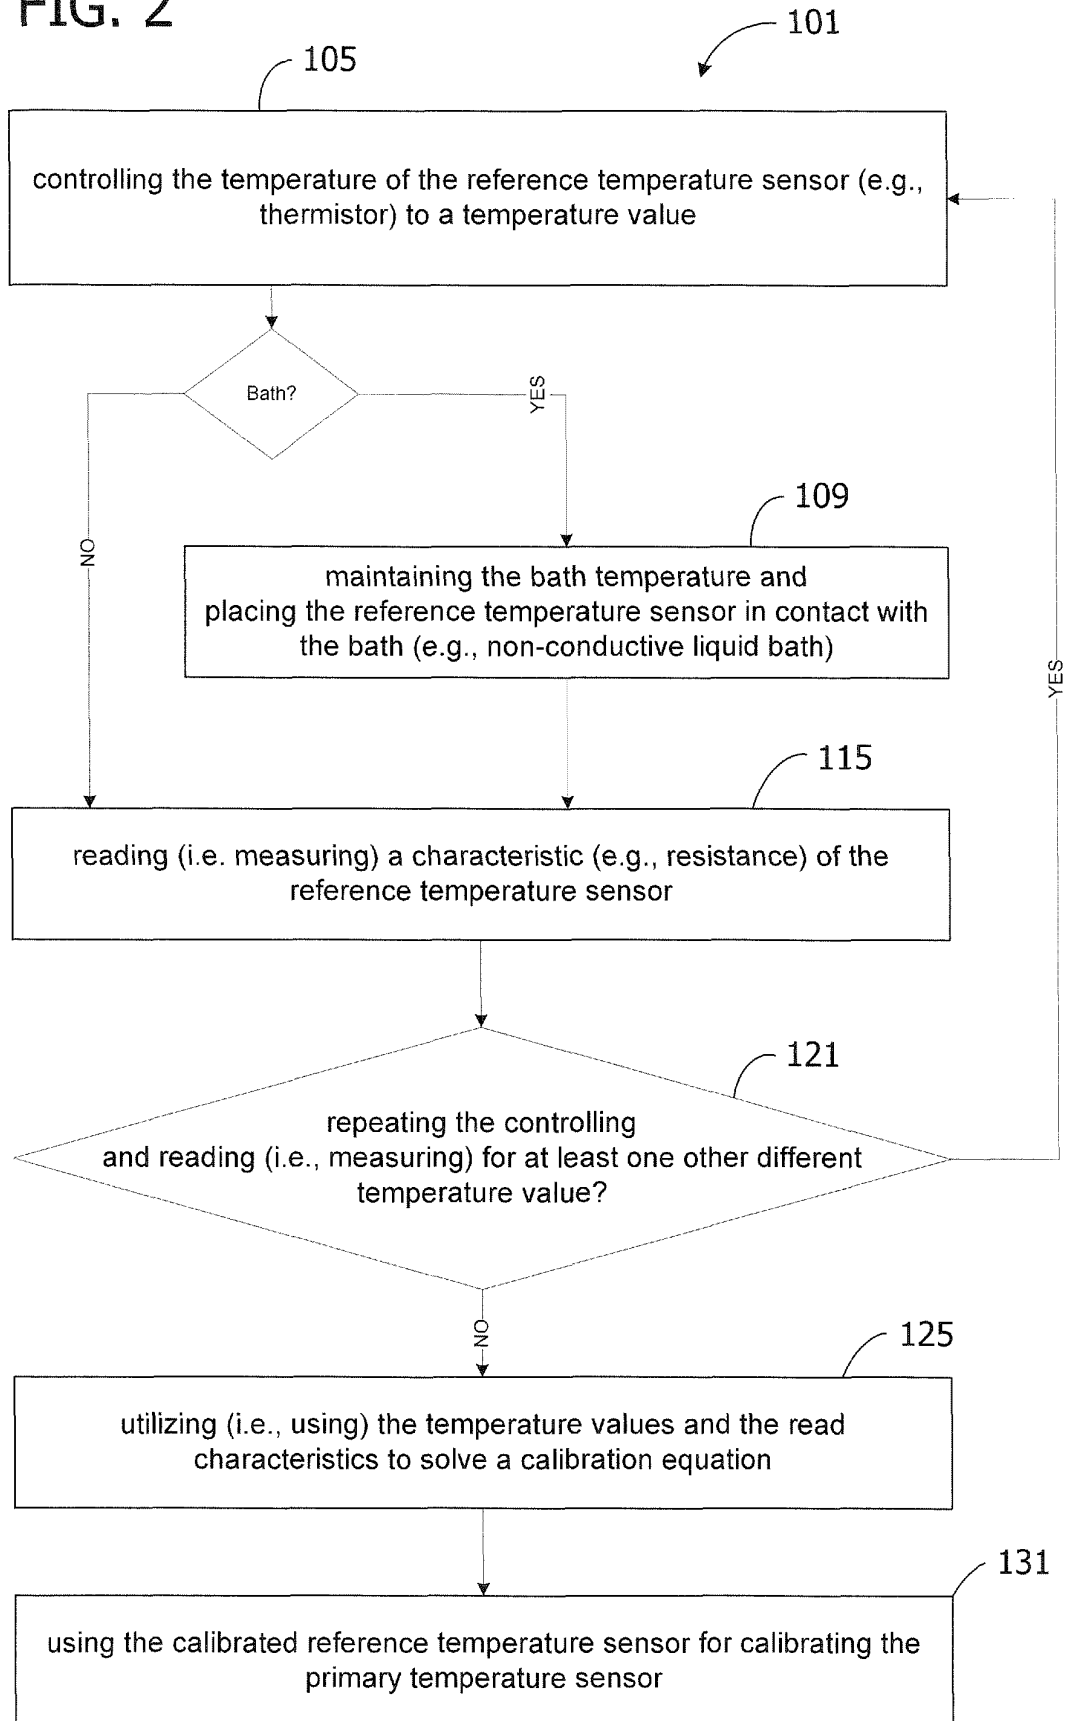 FIG. 2
101
105
controlling the temperature of the reference temperature sensor (e.g.,
thermistor) to a temperature value
Bath?
YES
109
NO
maintaining the bath temperature and
placing the reference temperature sensor in contact with
the bath (e.g., non-conductive liquid bath)
YES
115
reading (i.e. measuring) a characteristic (e.g., resistance) of the
reference temperature sensor
121
repeating the controlling
and reading (i.e., measuring) for at least one other different
temperature value?
NO
125
utilizing (i.e., using) the temperature values and the read
characteristics to solve a calibration equation
131
using the calibrated reference temperature sensor for calibrating the
primary temperature sensor